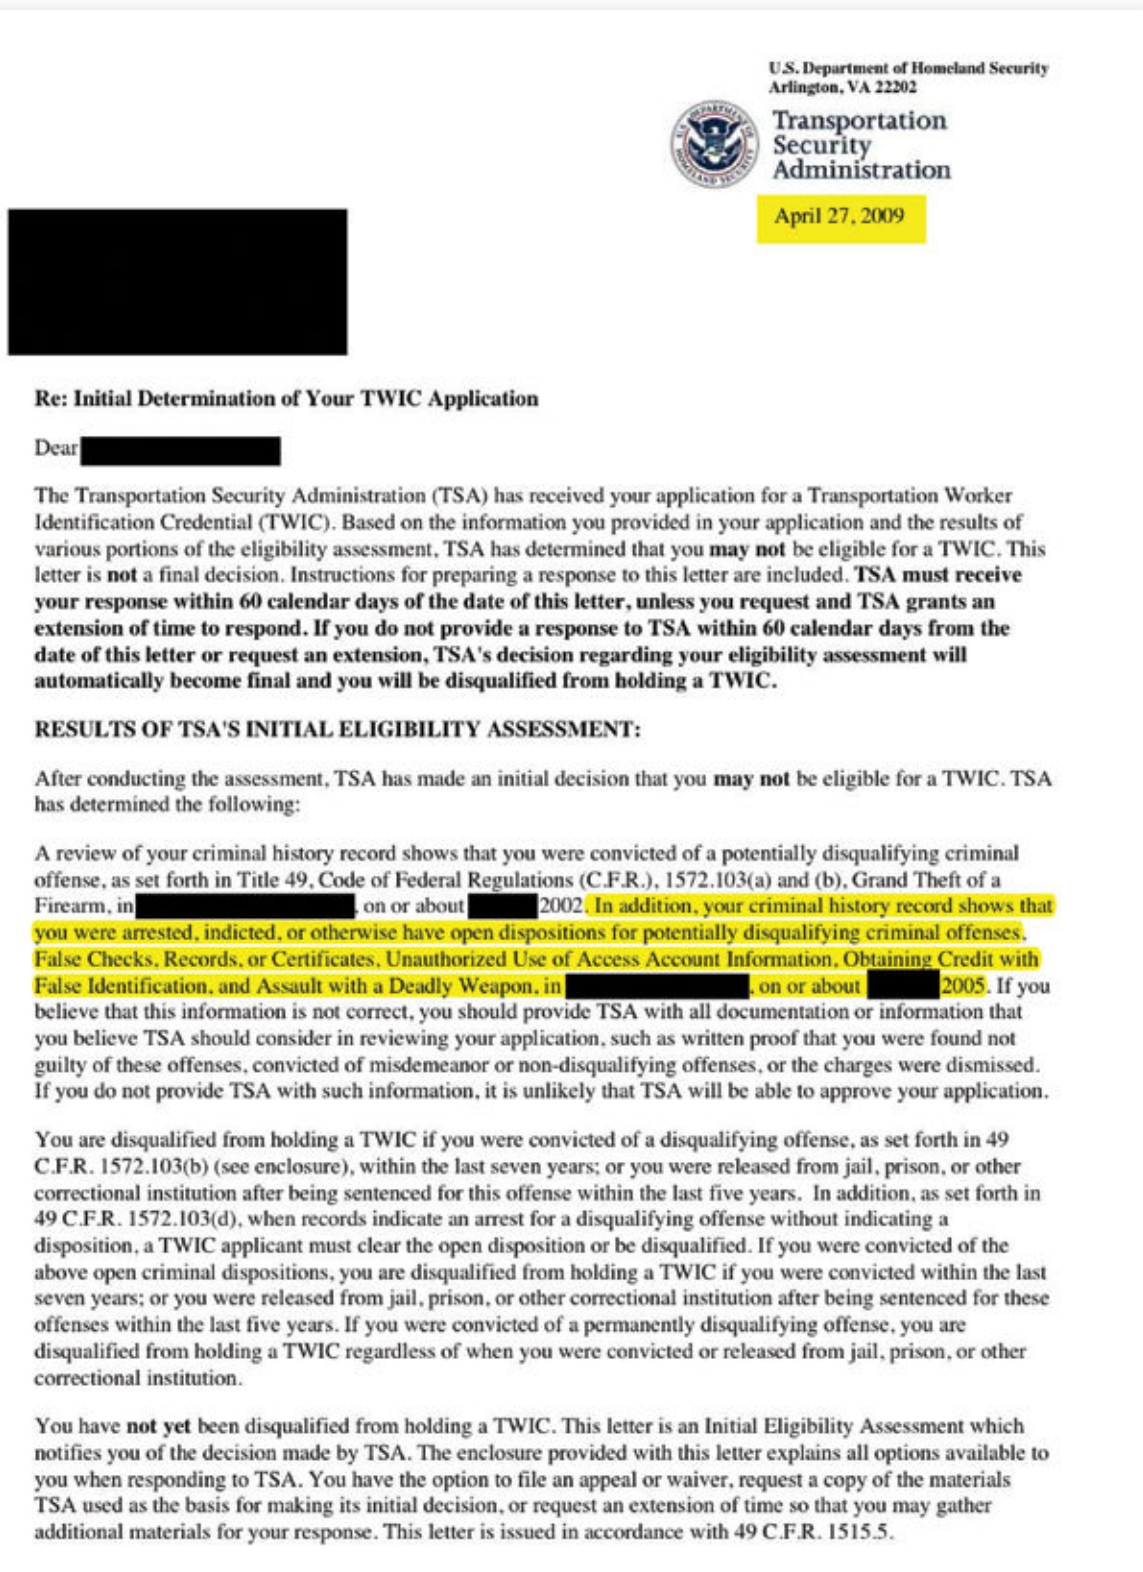 U.S. Department of Homeland Security
Arlington, VA 22202
Transportation
Security
Administration
April 27, 2009
Re: Initial Determination of Your TWIC Application
Dear
The Transportation Security Administration (TSA) has received your application for a Transportation Worker
Identification Credential (TWIC). Based on the information you provided in your application and the results of
various portions of the eligibility assessment, TSA has determined that you may not be eligible for a TWIC. This
letter is not a final decision. Instructions for preparing a response to this letter are included. TSA must receive
your response within 60 calendar days of the date of this letter, unless you request and TSA grants an
extension of time to respond. If you do not provide a response to TSA within 60 calendar days from the
date of this letter or request an extension, TSA's decision regarding your eligibility assessment will
automatically become final and you will be disqualified from holding a TWIC.
RESULTS OF TSA'S INITIAL ELIGIBILITY ASSESSMENT:
After conducting the assessment, TSA has made an initial decision that you may not be eligible for a TWIC. TSA
has determined the following:
A review of your criminal history record shows that you were convicted of a potentially disqualifying criminal
offense, as set forth in Title 49, Code of Federal Regulations (C.F.R.), 1572.103(a) and (b), Grand Theft of a
Firearm, in , on or about 2002. In addition, your criminal history record shows that
you were arrested, indicted, or otherwise have open dispositions for potentially disqualifying criminal offenses,
False Checks, Records, or Certificates, Unauthorized Use of Access Account Information, Obtaining Credit with
False Identification, and Assault with a Deadly Weapon, in , on or about 2005. If you
believe that this information is not correct, you should provide TSA with all documentation or information that
you believe TSA should consider in reviewing your application, such as written proof that you were found not
guilty of these offenses, convicted of misdemeanor or non-disqualifying offenses, or the charges were dismissed.
If you do not provide TSA with such information, it is unlikely that TSA will be able to approve your application.
You are disqualified from holding a TWIC if you were convicted of a disqualifying offense, as set forth in 49
C.F.R. 1572.103(b) (see enclosure), within the last seven years; or you were released from jail, prison, or other
correctional institution after being sentenced for this offense within the last five years. In addition, as set forth in
49 C.F.R. 1572.103(d), when records indicate an arrest for a disqualifying offense without indicating a
disposition, a TWIC applicant must clear the open disposition or be disqualified. If you were convicted of the
above open criminal dispositions, you are disqualified from holding a TWIC if you were convicted within the last
seven years; or you were released from jail, prison, or other correctional institution after being sentenced for these
offenses within the last five years. If you were convicted of a permanently disqualifying offense, you are
disqualified from holding a TWIC regardless of when you were convicted or released from jail, prison, or other
correctional institution.
You have not yet been disqualified from holding a TWIC. This letter is an Initial Eligibility Assessment which
notifies you of the decision made by TSA. The enclosure provided with this letter explains all options available to
you when responding to TSA. You have the option to file an appeal or waiver, request a copy of the materials
TSA used as the basis for making its initial decision, or request an extension of time so that you may gather
additional materials for your response. This letter is issued in accordance with 49 C.F.R. 1515.5.